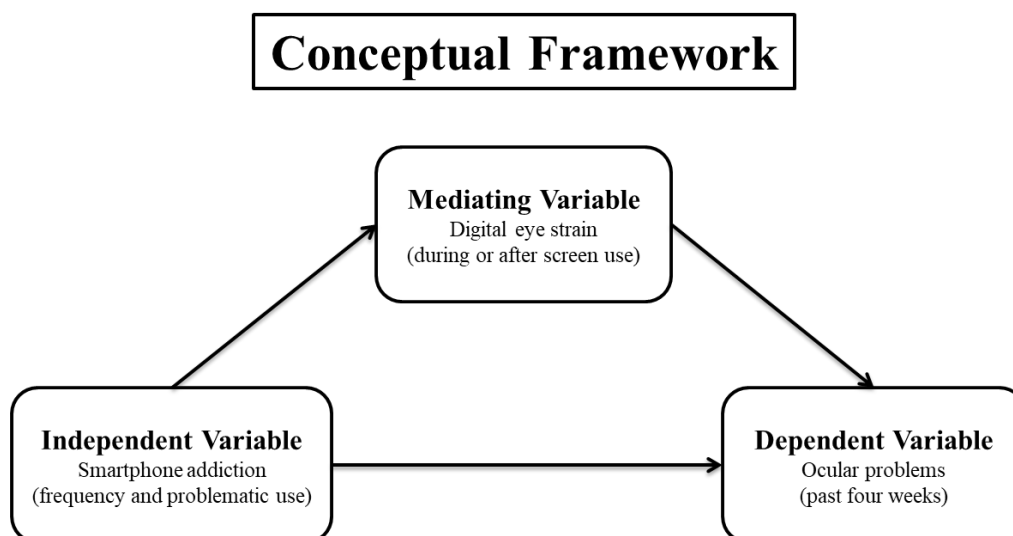 Conceptual Framework
Mediating Variable
Digital eye strain
(during or after screen use)
Independent Variable
Smartphone addiction
(frequency and problematic use)
Dependent Variable
Ocular problems
(past four weeks)